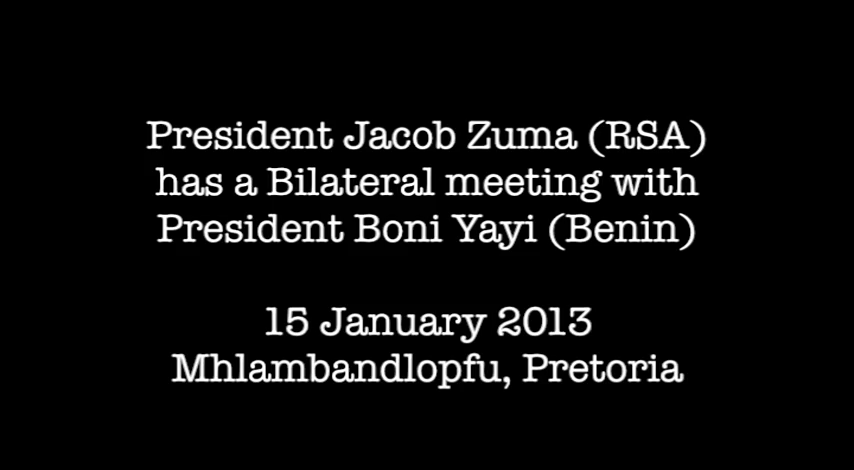 President Jacob Zuma (RSA)
has a Bilateral meeting with
President Boni Yayi (Benin)
15 January 2013
Mhlambandlopfu, Pretoria